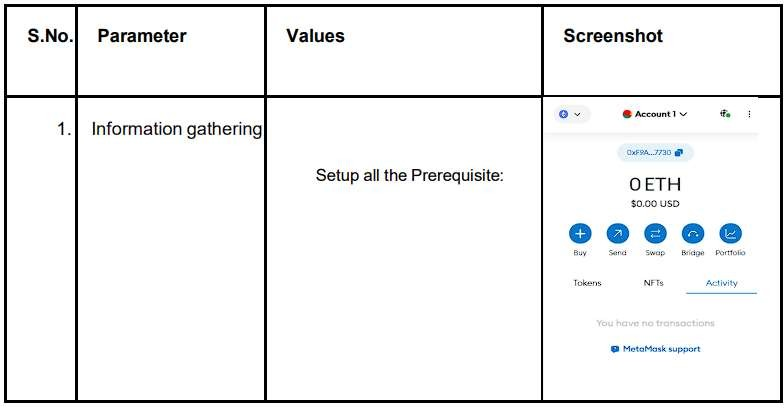 S.No. Parameter Values Screenshot
1. Information gathering
Setup all the Prerequisite:
Account 1
0xF9A...7730
0 ETH
$0.00 USD
Buy Send Swap Bridge Portfolio
Tokens NFTs Activity
You have no transactions
MetaMask support